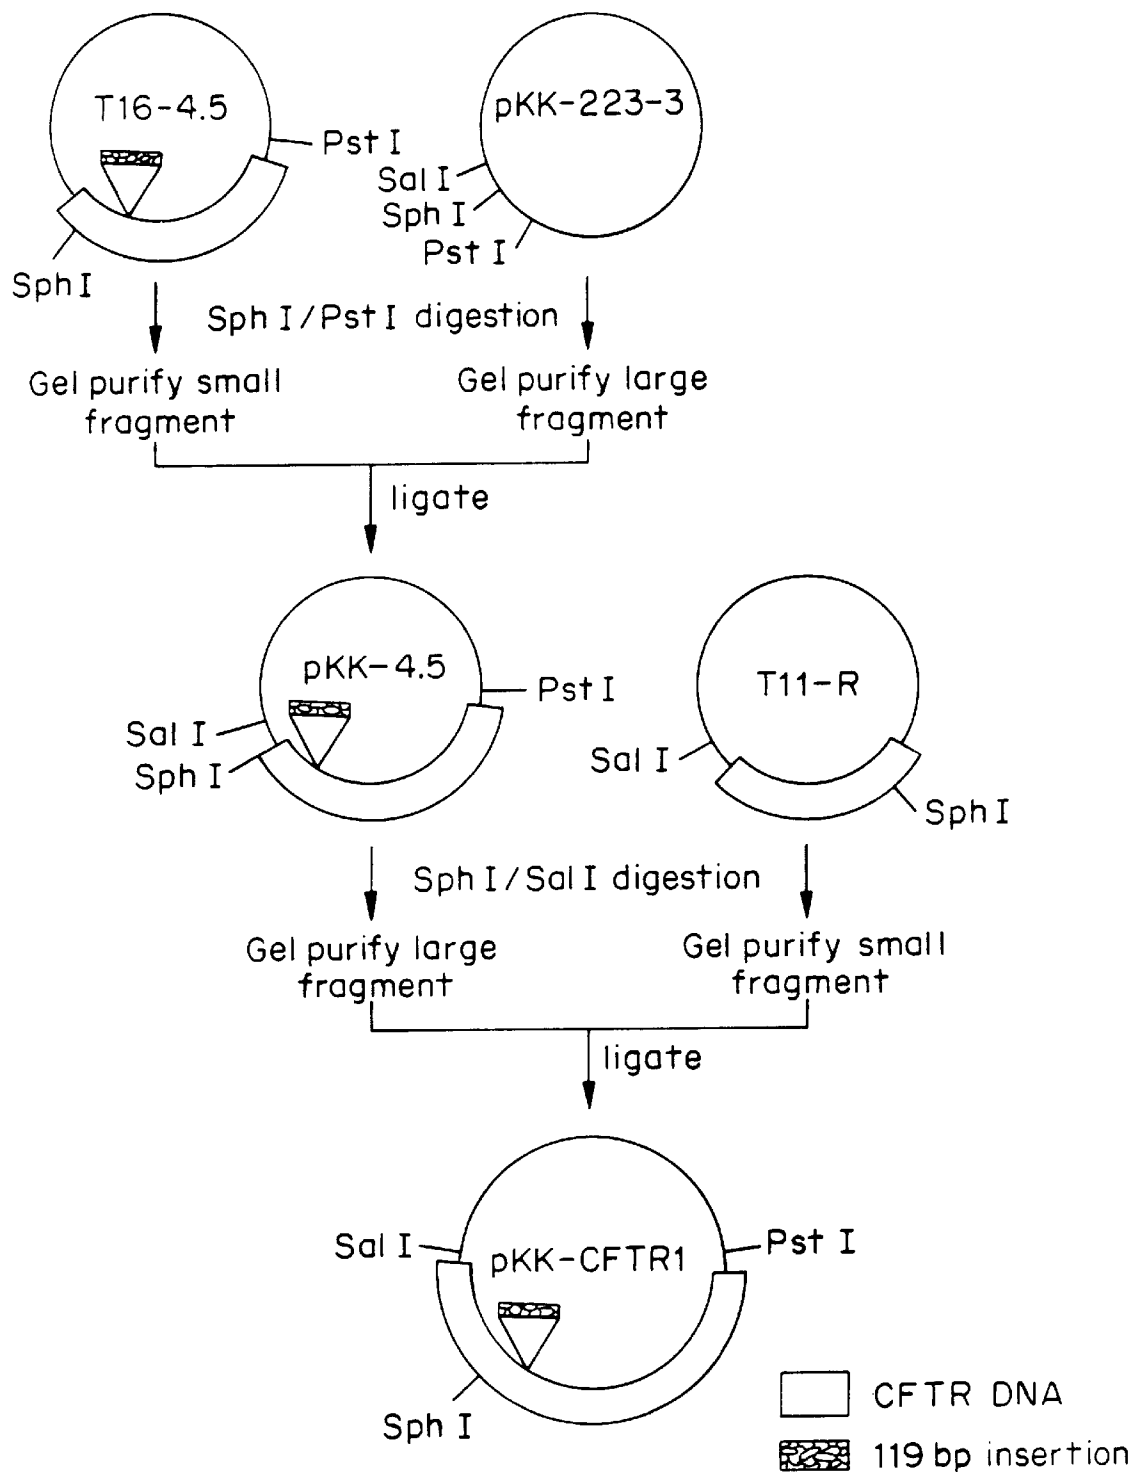 T16-4.5
Pst I
Sph I
pKK-223-3
Sal I
Sph I
Pst I
Sph I/Pst I digestion
Gel purify small
fragment
Gel purify large
fragment
ligate
pKK-4.5
Pst I
Sal I
Sph I
T11-R
Sal I
Sph I
Sph I/Sal I digestion
Gel purify large
fragment
Gel purify small
fragment
ligate
Sal I
pKK-CFTR1
Pst I
Sph I
CFTR DNA
119 bp insertion